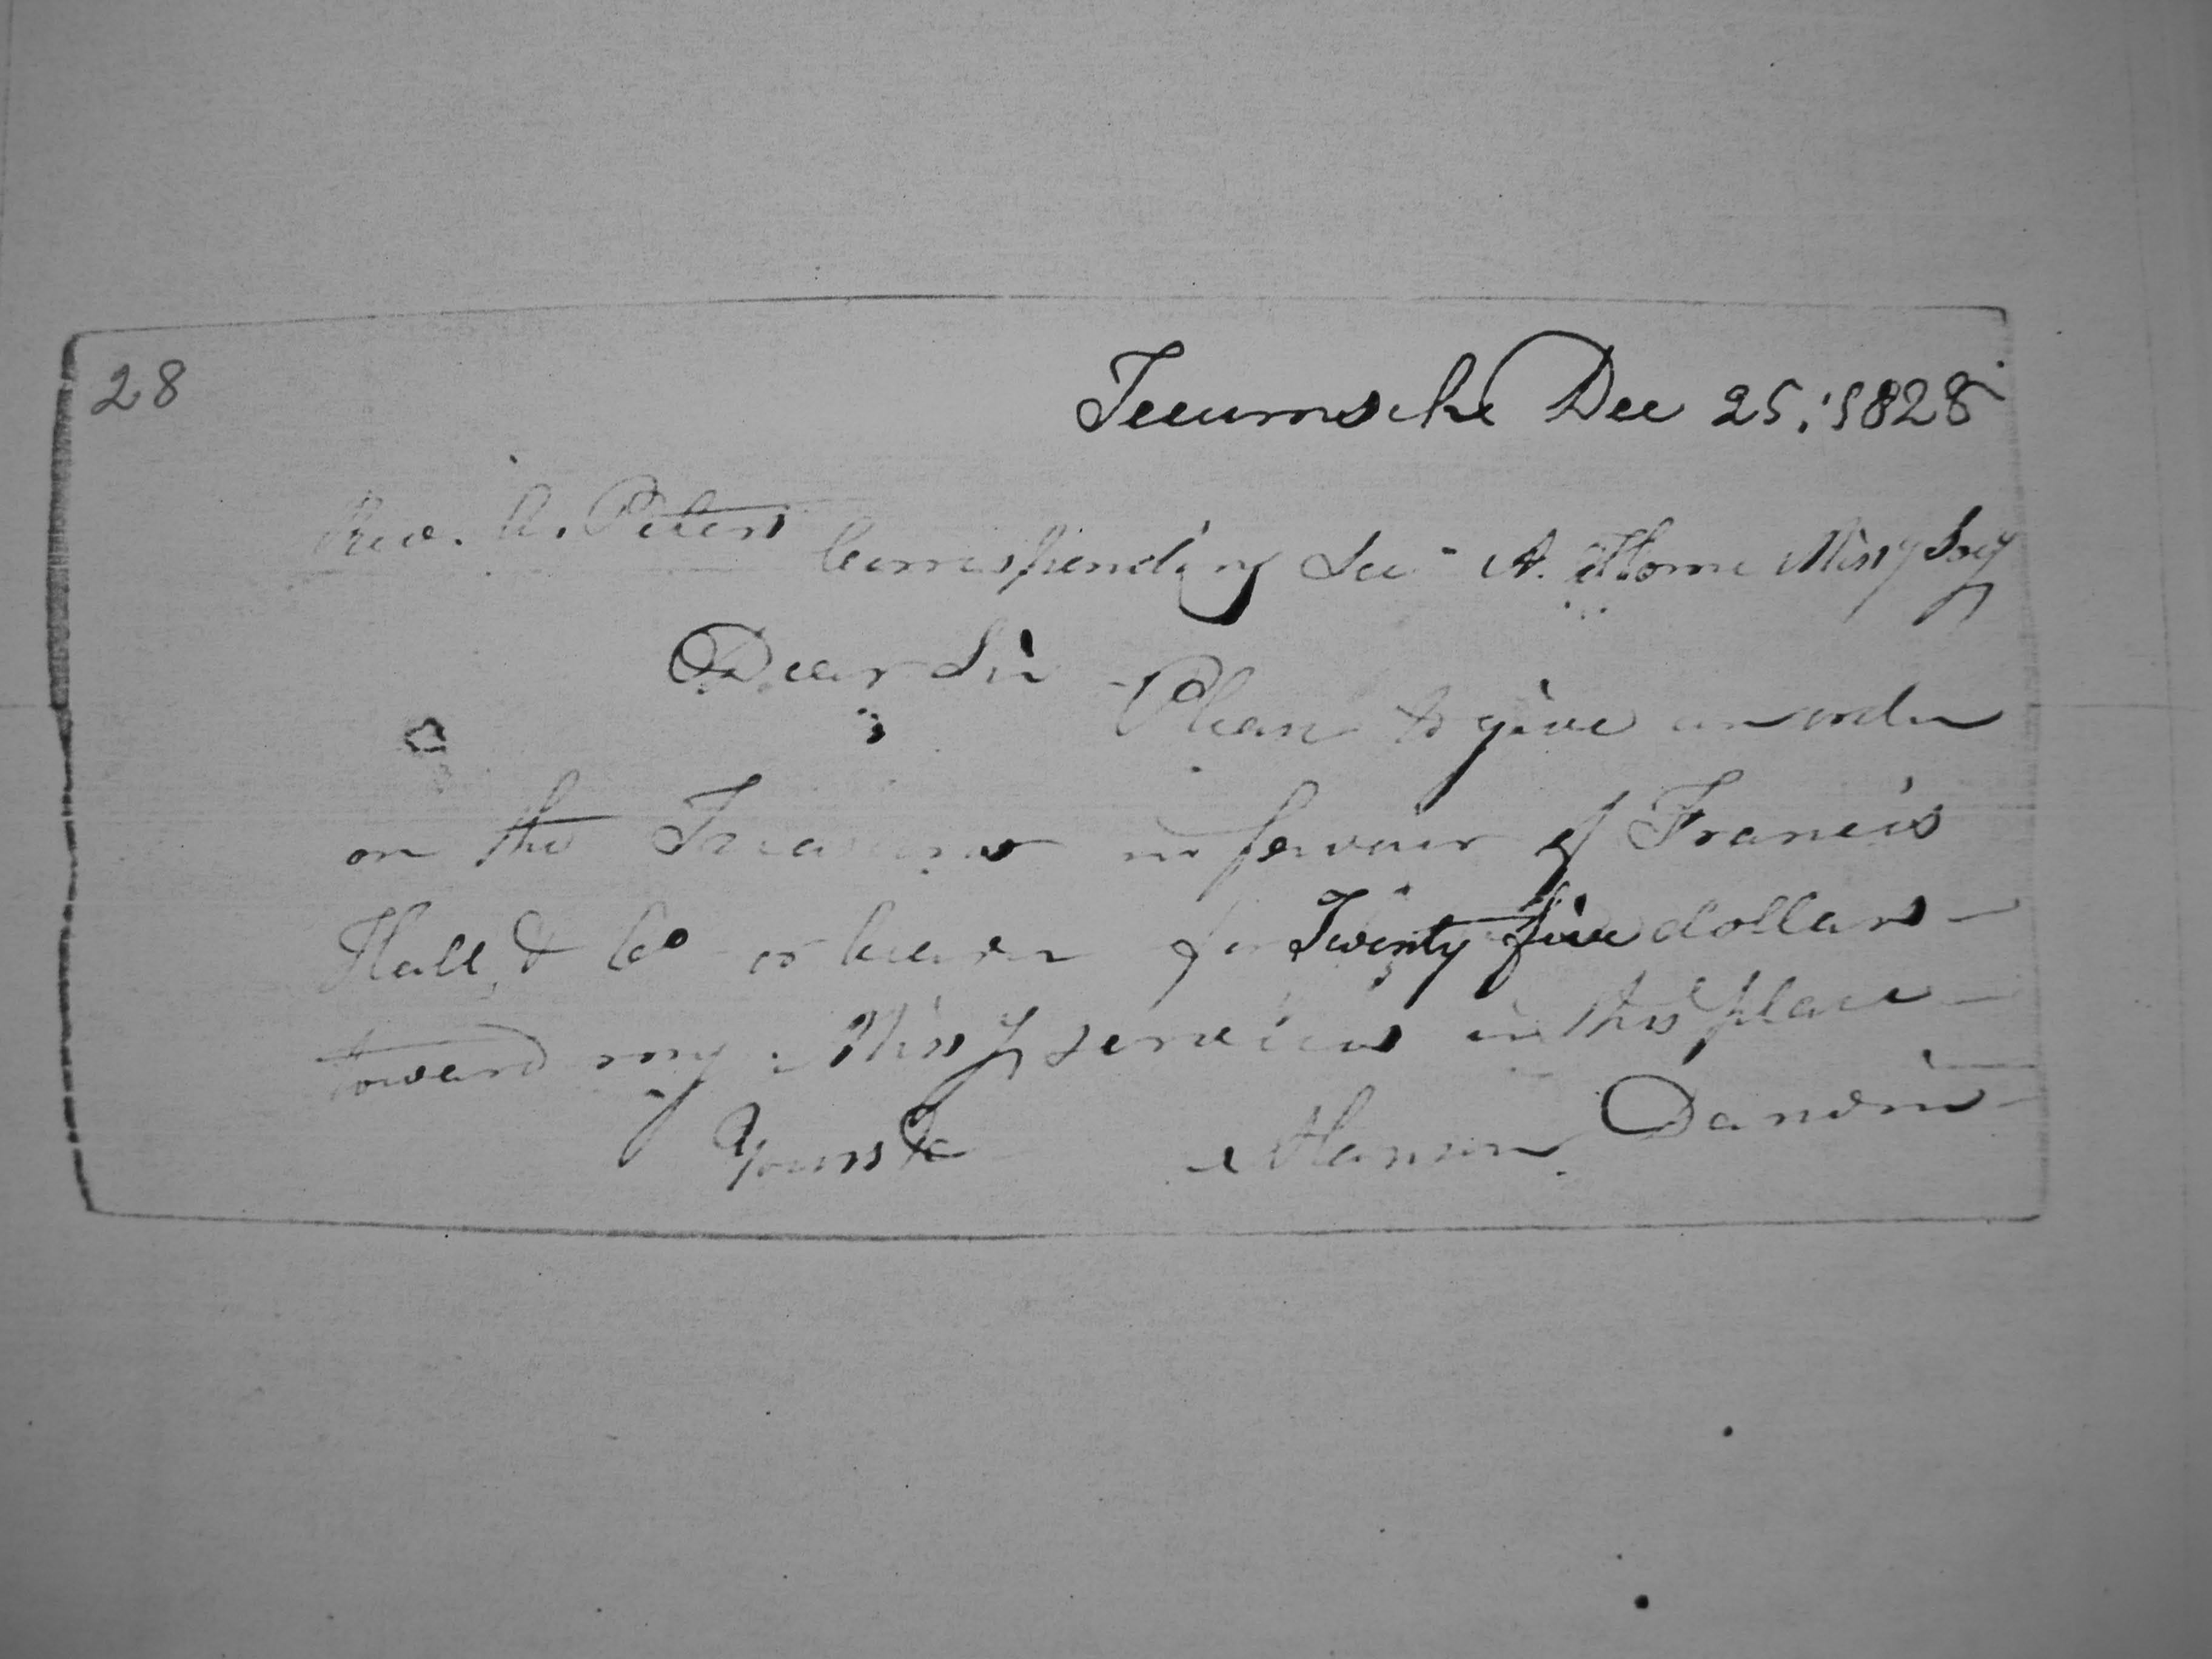 28
Tecumseh Dec 25, 1828
Rev. A. Peters
Corresponding Sec A. Home Missy Socy
Dear Sir
Please to give an order
on the Treasurer in favour of Francis
Hall, & Co or bearer for Twenty five dollars -
toward my Missy services in this place -
Yours &c Alanson Darwin